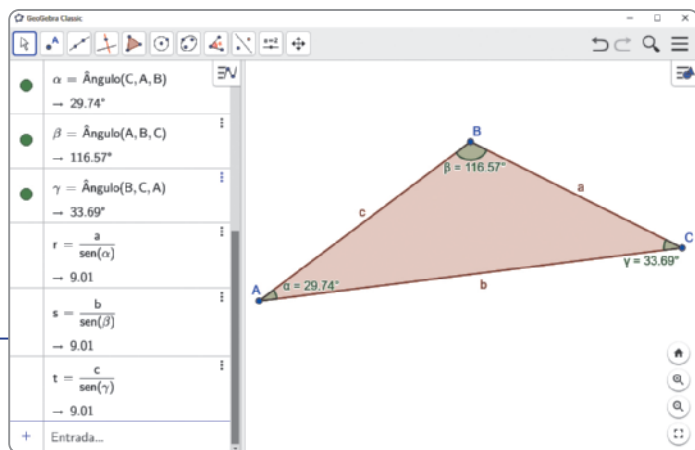 GeoGebra Classic
A
a=2
α = Ângulo(C, A, B)
→ 29.74°
β = Ângulo(A, B, C)
→ 116.57°
γ = Ângulo(B, C, A)
→ 33.69°
r = a / sen(α)
→ 9.01
s = b / sen(β)
→ 9.01
t = c / sen(γ)
→ 9.01
+ Entrada...
B
β = 116.57°
c
a
C
γ = 33.69°
A
α = 29.74°
b